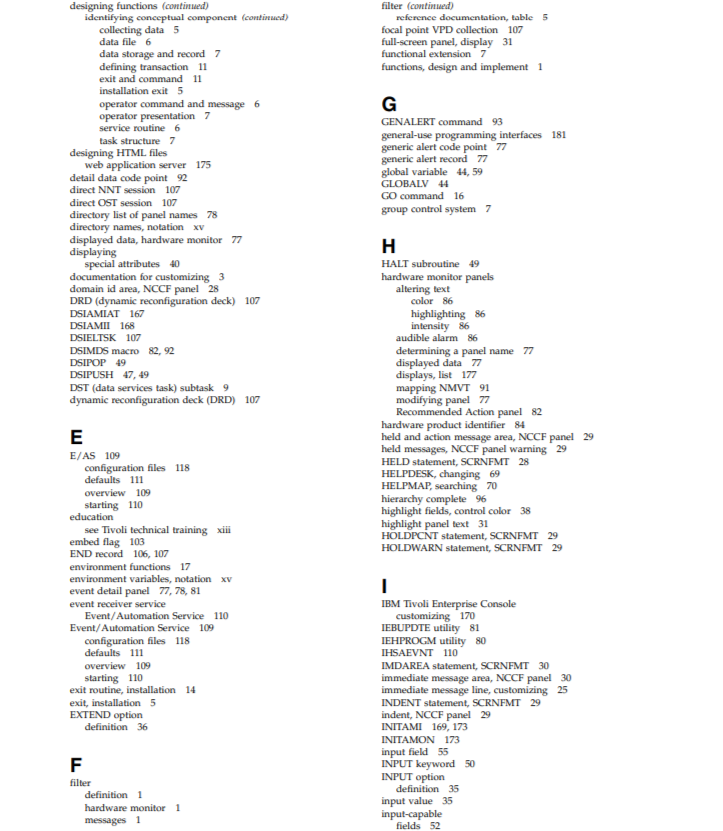 designing functions (continued)
identifying conceptual component (continued)
collecting data 5
data file 6
data storage and record 7
defining transaction 11
exit and command 11
installation exit 5
operator command and message 6
operator presentation 7
service routine 6
task structure 7
designing HTML files
web application server 175
detail data code point 92
direct NNT session 107
direct OST session 107
directory list of panel names 78
directory names, notation xv
displayed data, hardware monitor 77
displaying
special attributes 40
documentation for customizing 3
domain id area, NCCF panel 28
DRD (dynamic reconfiguration deck) 107
DSIAMIAT 167
DSIAMII 168
DSIELTSK 107
DSIMDS macro 82, 92
DSIPOP 49
DSIPUSH 47, 49
DST (data services task) subtask 9
dynamic reconfiguration deck (DRD) 107
E
E/AS 109
configuration files 118
defaults 111
overview 109
starting 110
education
see Tivoli technical training xiii
embed flag 103
END record 106, 107
environment functions 17
environment variables, notation xv
event detail panel 77, 78, 81
event receiver service
Event/Automation Service 110
Event/Automation Service 109
configuration files 118
defaults 111
overview 109
starting 110
exit routine, installation 14
exit, installation 5
EXTEND option
definition 36
F
filter
definition 1
hardware monitor 1
messages 1
filter (continued)
reference documentation, table 5
focal point VPD collection 107
full-screen panel, display 31
functional extension 7
functions, design and implement 1
G
GENALERT command 93
general-use programming interfaces 181
generic alert code point 77
generic alert record 77
global variable 44, 59
GLOBALV 44
GO command 16
group control system 7
H
HALT subroutine 49
hardware monitor panels
altering text
color 86
highlighting 86
intensity 86
audible alarm 86
determining a panel name 77
displayed data 77
displays, list 177
mapping NMVT 91
modifying panel 77
Recommended Action panel 82
hardware product identifier 84
held and action message area, NCCF panel 29
held messages, NCCF panel warning 29
HELD statement, SCRNFMT 28
HELPDESK, changing 69
HELPMAP, searching 70
hierarchy complete 96
highlight fields, control color 38
highlight panel text 31
HOLDPCNT statement, SCRNFMT 29
HOLDWARN statement, SCRNFMT 29
I
IBM Tivoli Enterprise Console
customizing 170
IEBUPDTE utility 81
IEHPROGM utility 80
IHSAEVNT 110
IMDAREA statement, SCRNFMT 30
immediate message area, NCCF panel 30
immediate message line, customizing 25
INDENT statement, SCRNFMT 29
indent, NCCF panel 29
INITAMI 169, 173
INITAMON 173
input field 55
INPUT keyword 50
INPUT option
definition 35
input value 35
input-capable
fields 52